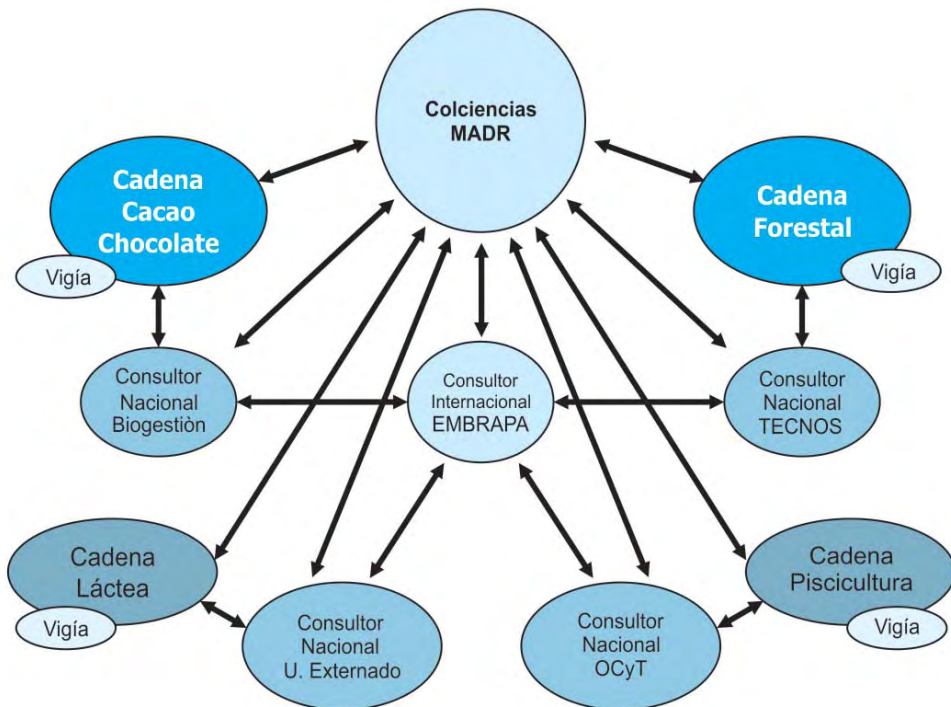 Colciencias
MADR
Cadena
Cacao
Chocolate
Vigía
Cadena
Forestal
Vigía
Consultor
Nacional
Biogestiòn
Consultor
Internacional
EMBRAPA
Consultor
Nacional
TECNOS
Cadena
Láctea
Vigía
Consultor
Nacional
U. Externado
Consultor
Nacional
OCyT
Cadena
Piscicultura
Vigía